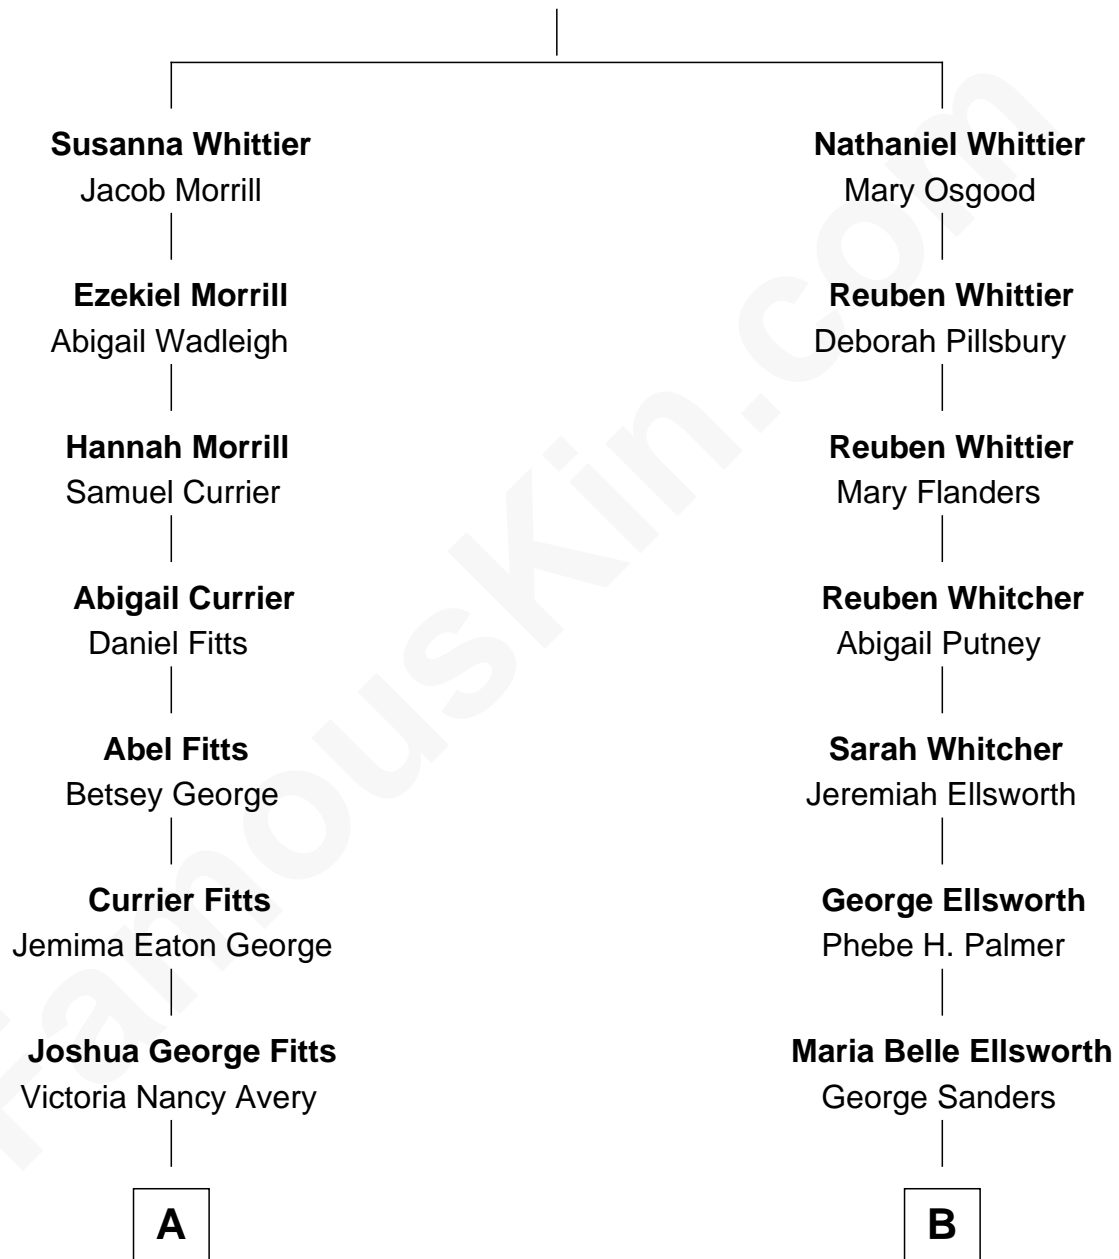 Susanna Whittier
Jacob Morrill
Ezekiel Morrill
Abigail Wadleigh
Hannah Morrill
Samuel Currier
Abigail Currier
Daniel Fitts
Abel Fitts
Betsey George
Currier Fitts
Jemima Eaton George
Joshua George Fitts
Victoria Nancy Avery
A
Nathaniel Whittier
Mary Osgood
Reuben Whittier
Deborah Pillsbury
Reuben Whittier
Mary Flanders
Reuben Whitcher
Abigail Putney
Sarah Whitcher
Jeremiah Ellsworth
George Ellsworth
Phebe H. Palmer
Maria Belle Ellsworth
George Sanders
B
FamousKin.com